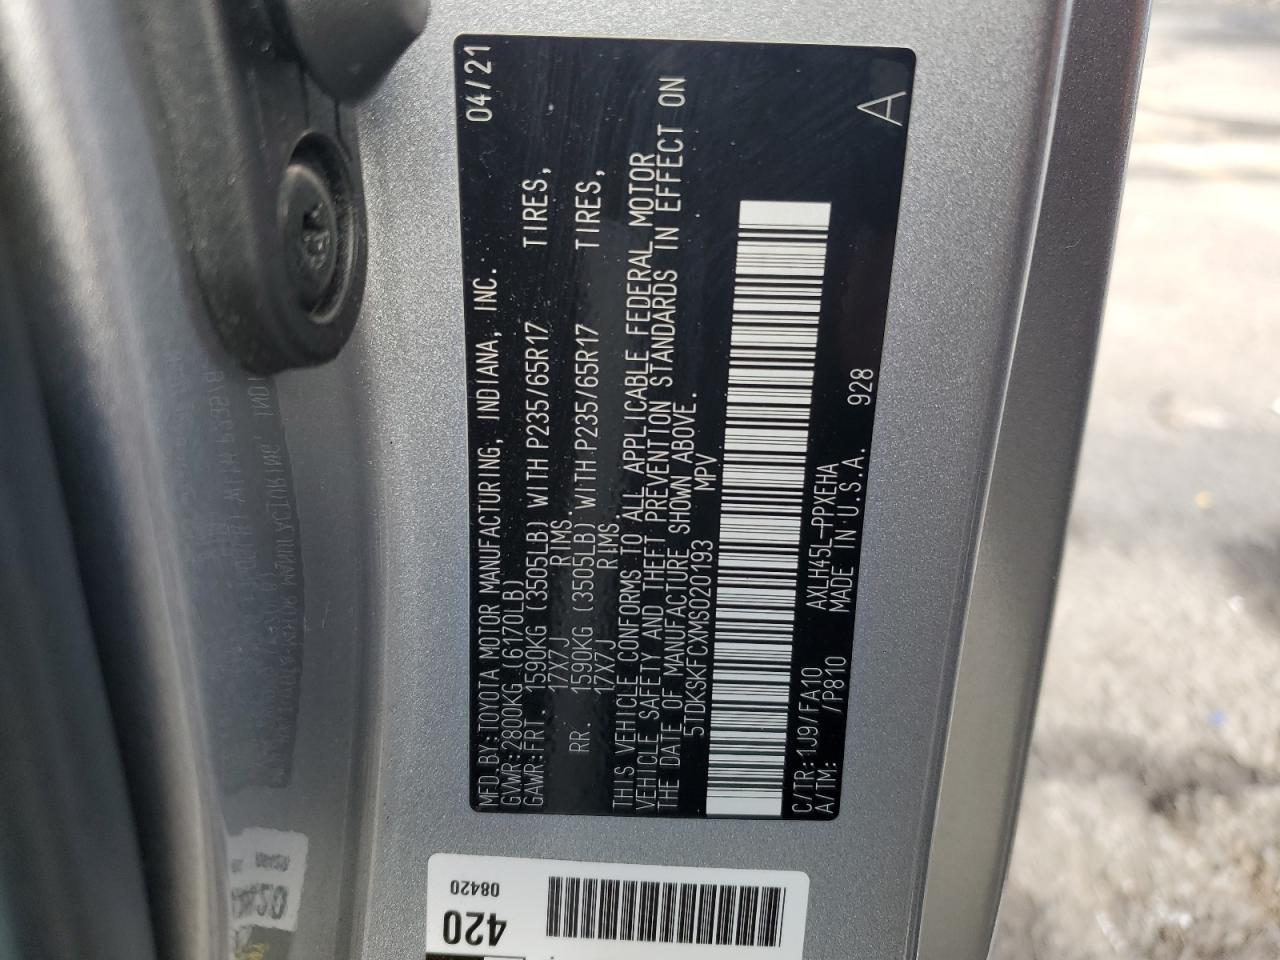 MFD.BY:TOYOTA MOTOR MANUFACTURING, INDIANA, INC. 04/21
GVWR:2800KG(6170LB)
GAWR:FRT. 1590KG (3505LB) WITH P235/65R17 TIRES,
17X7J RIMS.
RR. 1590KG (3505LB) WITH P235/65R17 TIRES,
17X7J RIMS.
THIS VEHICLE CONFORMS TO ALL APPLICABLE FEDERAL MOTOR
VEHICLE SAFETY AND THEFT PREVENTION STANDARDS IN EFFECT ON
THE DATE OF MANUFACTURE SHOWN ABOVE.
5TDKSKFCXMS020193 MPV
C/TR:1J9/FA10 AXLH45L-PPXEHA
A/TM: /P810 MADE IN U.S.A. 928 A
08420
420